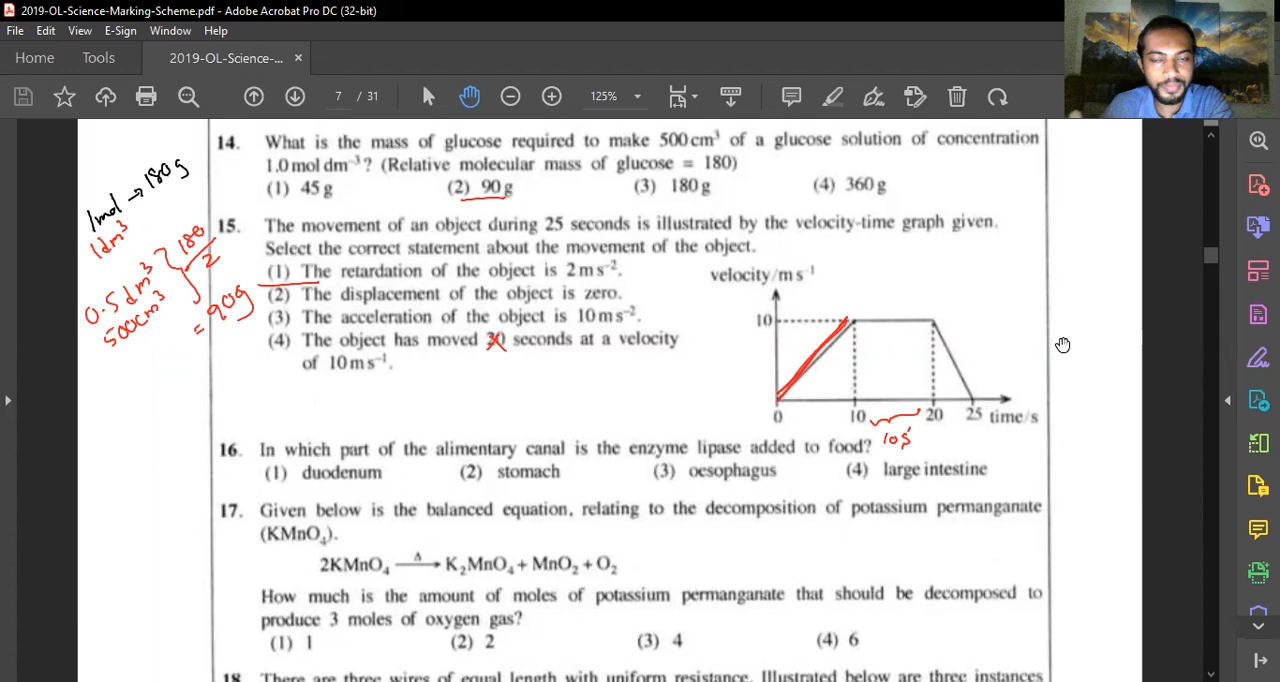 2019-OL-Science-Marking-Scheme.pdf - Adobe Acrobat Pro DC (32-bit)
File Edit View E-Sign Window Help
Home Tools 2019-OL-Science-... ×
7 / 31 125%
14. What is the mass of glucose required to make 500 cm³ of a glucose solution of concentration
1.0 mol dm⁻³? (Relative molecular mass of glucose = 180)
(1) 45 g (2) 90 g (3) 180 g (4) 360 g
1mol → 180g
1dm³
0.5 dm³
500cm³
180
2
= 90g
15. The movement of an object during 25 seconds is illustrated by the velocity-time graph given.
Select the correct statement about the movement of the object.
(1) The retardation of the object is 2 m s⁻².
(2) The displacement of the object is zero.
(3) The acceleration of the object is 10 m s⁻².
(4) The object has moved 30 seconds at a velocity
of 10 m s⁻¹.
velocity/m s⁻¹
10
0 10 20 25 time/s
10s
16. In which part of the alimentary canal is the enzyme lipase added to food?
(1) duodenum (2) stomach (3) oesophagus (4) large intestine
17. Given below is the balanced equation, relating to the decomposition of potassium permanganate
(KMnO₄).
2KMnO₄ —Δ→ K₂MnO₄ + MnO₂ + O₂
How much is the amount of moles of potassium permanganate that should be decomposed to
produce 3 moles of oxygen gas?
(1) 1 (2) 2 (3) 4 (4) 6
18. There are three wires of equal length with uniform resistance. Illustrated below are three instances